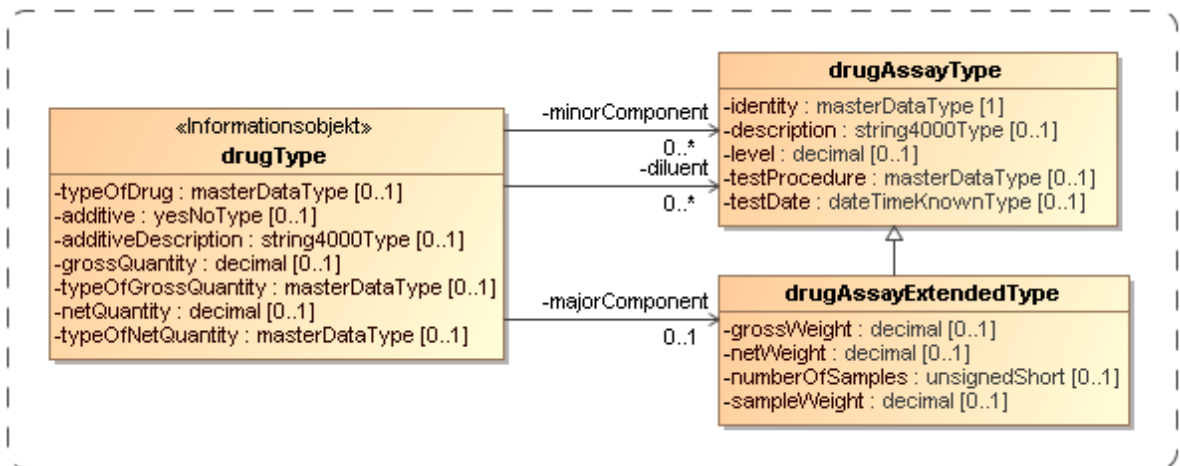 «Informationsobjekt»
drugType
-typeOfDrug : masterDataType [0..1]
-additive : yesNoType [0..1]
-additiveDescription : string4000Type [0..1]
-grossQuantity : decimal [0..1]
-typeOfGrossQuantity : masterDataType [0..1]
-netQuantity : decimal [0..1]
-typeOfNetQuantity : masterDataType [0..1]
-minorComponent
0..*
-diluent
0..*
-majorComponent
0..1
drugAssayType
-identity : masterDataType [1]
-description : string4000Type [0..1]
-level : decimal [0..1]
-testProcedure : masterDataType [0..1]
-testDate : dateTimeKnownType [0..1]
drugAssayExtendedType
-grossWeight : decimal [0..1]
-netWeight : decimal [0..1]
-numberOfSamples : unsignedShort [0..1]
-sampleWeight : decimal [0..1]